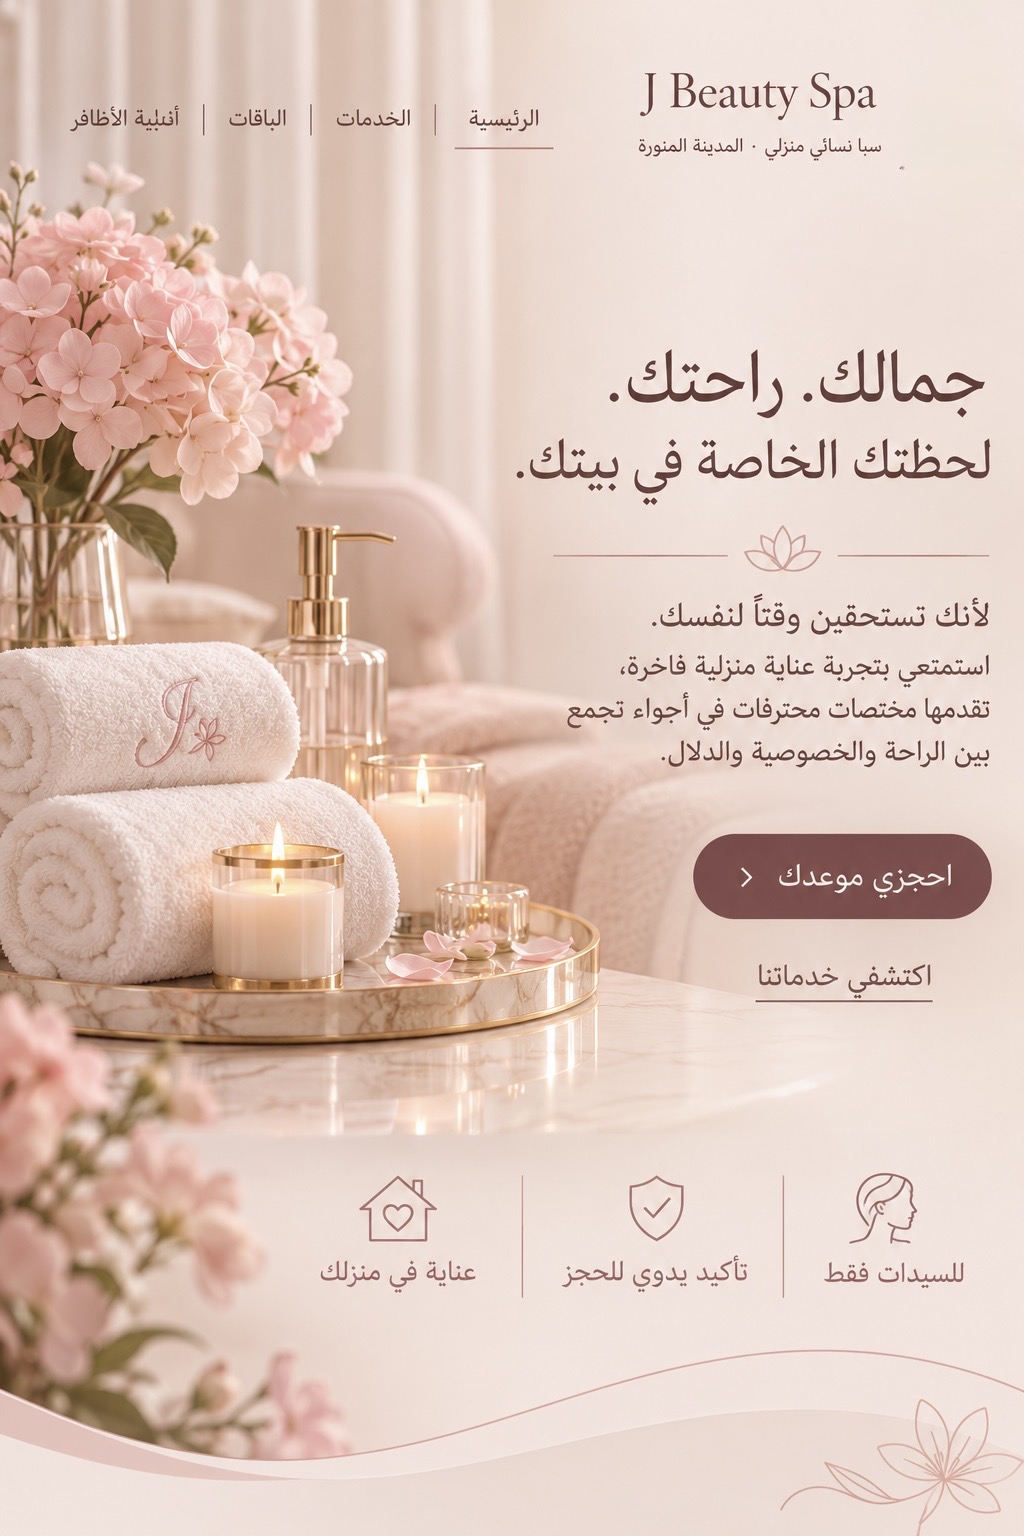 J Beauty Spa
سبا نسائي منزلي · المدينة المنورة
الرئيسية
الخدمات
الباقات
الأظافر
جمالك. راحتك.
لحظتك الخاصة في بيتك.
لأنك تستحقين وقتاً لنفسك.
استمتعي بتجربة عناية منزلية فاخرة،
تقدمها مختصات محترفات في أجواء تجمع
بين الراحة والخصوصية والدلال.
احجزي موعدك
اكتشفي خدماتنا
للسيدات فقط
تأكيد يدوي للحجز
عناية في منزلك
J